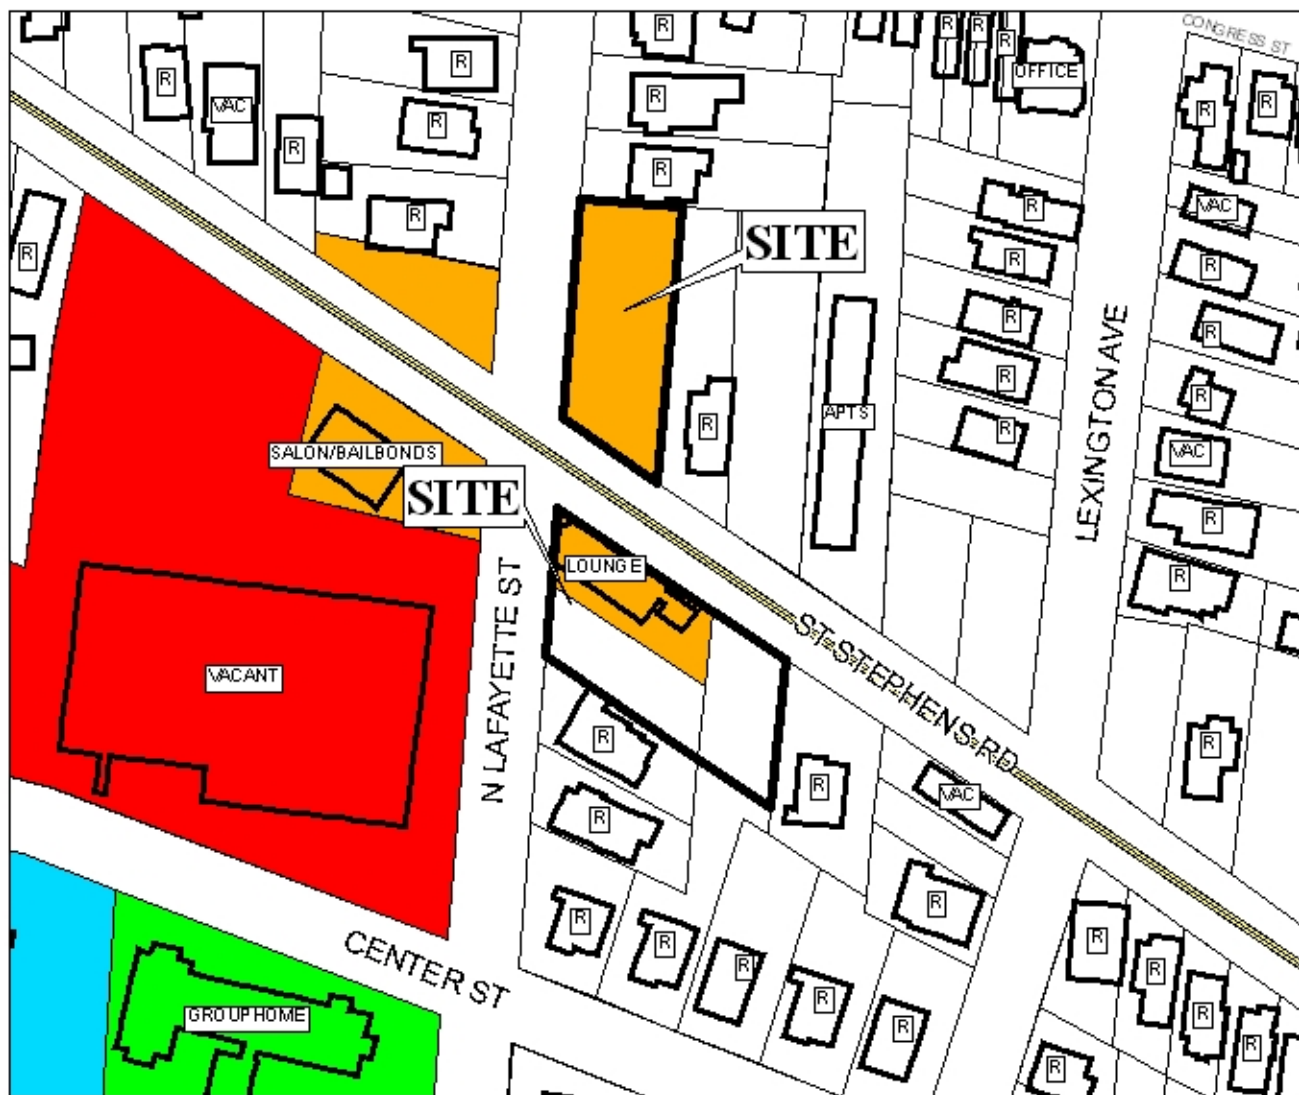 CONGRESS ST
R
R
R
R
R
R
OFFICE
R
R
R
VAC
R
R
R
R
R
R
VAC
R
R
SITE
R
R
R
R
R
LEXINGTON AVE
R
R
APTS
R
R
VAC
SALON/BAILBONDS
SITE
R
LOUNGE
R
N LAFAYETTE ST
ST STEPHENS RD
VACANT
R
R
R
VAC
R
R
R
R
R
R
R
R
R
CENTER ST
R
R
R
R
GROUP HOME
R